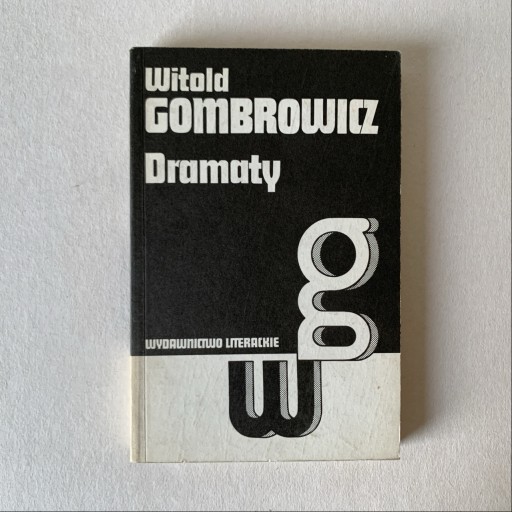 Witold
GOMBROWICZ
Dramaty
g
WYDAWNICTWO LITERACKIE
w